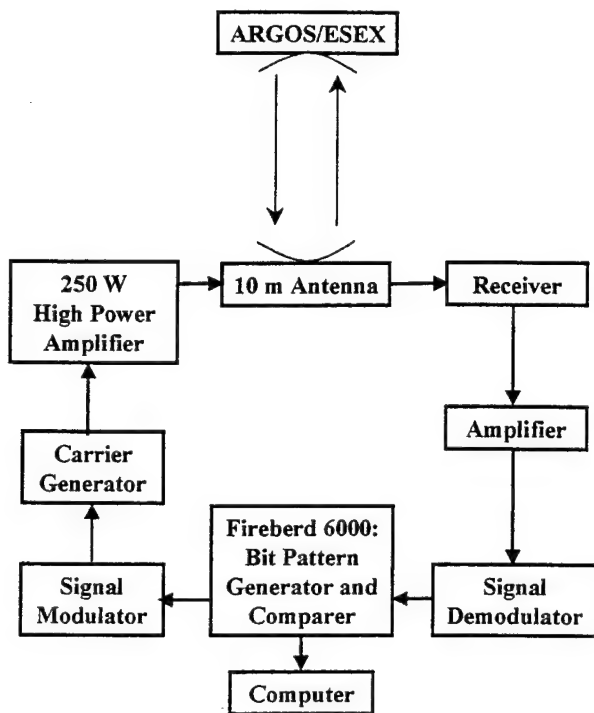 ARGOS/ESEX
250 W
High Power
Amplifier
10 m Antenna
Receiver
Amplifier
Carrier
Generator
Fireberd 6000:
Bit Pattern
Generator and
Comparer
Signal
Modulator
Signal
Demodulator
Computer